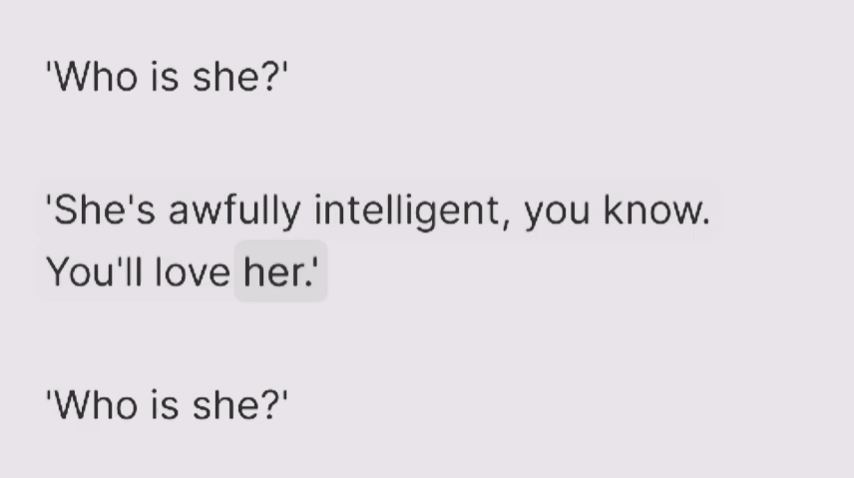 'Who is she?'
'She's awfully intelligent, you know.
You'll love her.'
'Who is she?'